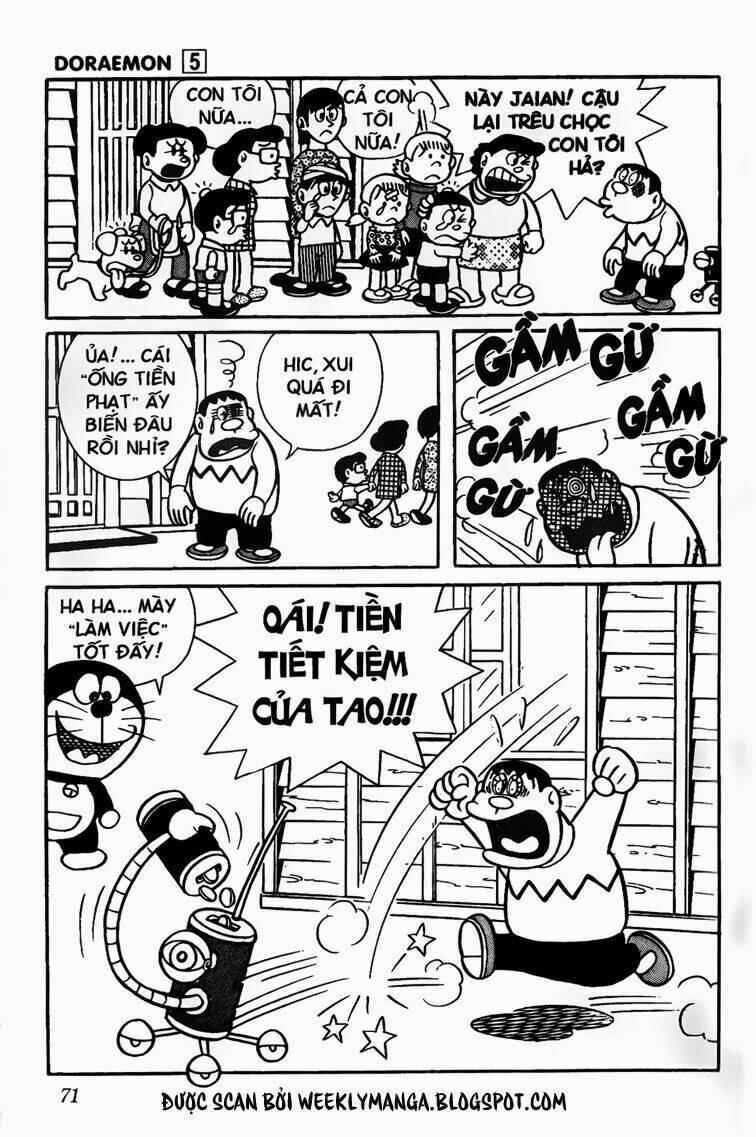 DORAEMON 5
CON TÔI
NỮA...
CẢ CON
TÔI
NỮA!
NÀY JAIAN! CẬU
LẠI TRÊU CHỌC
CON TÔI
HẢ?
ỦA!... CÁI
"ỐNG TIỀN
PHẠT" ẤY
BIẾN ĐÂU
RỒI NHỈ?
HIC, XUI
QUÁ ĐI
MẤT!
GẦM GỪ
GẦM
GỪ
GẦM
GỪ
HA HA... MÀY
"LÀM VIỆC"
TỐT ĐẤY!
OÁI! TIỀN
TIẾT KIỆM
CỦA TAO!!!
71
ĐƯỢC SCAN BỞI WEEKLYMANGA.BLOGSPOT.COM